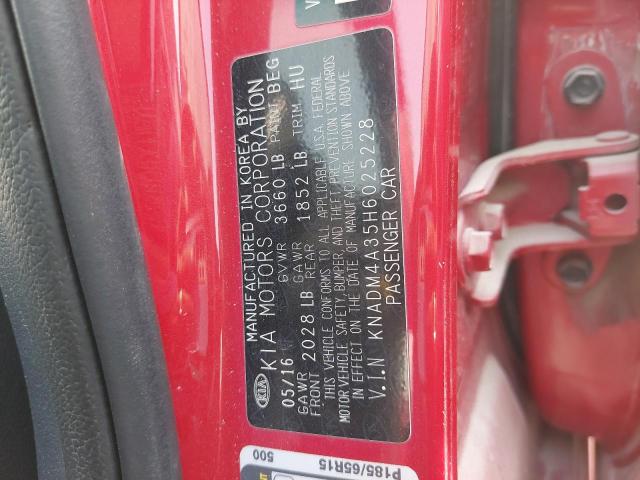 MANUFACTURED IN KOREA BY
KIA KIA MOTORS CORPORATION
05/16 GVWR 3660 LB PAINT BEG
GAWR FRONT 2028 LB GAWR REAR 1852 LB TRIM HU
THIS VEHICLE CONFORMS TO ALL APPLICABLE U.S.A. FEDERAL
MOTOR VEHICLE SAFETY, BUMPER, AND THEFT PREVENTION STANDARDS
IN EFFECT ON THE DATE OF MANUFACTURE SHOWN ABOVE
V.I.N KNADM4A35H6025228
PASSENGER CAR
P185/65R15
500
V